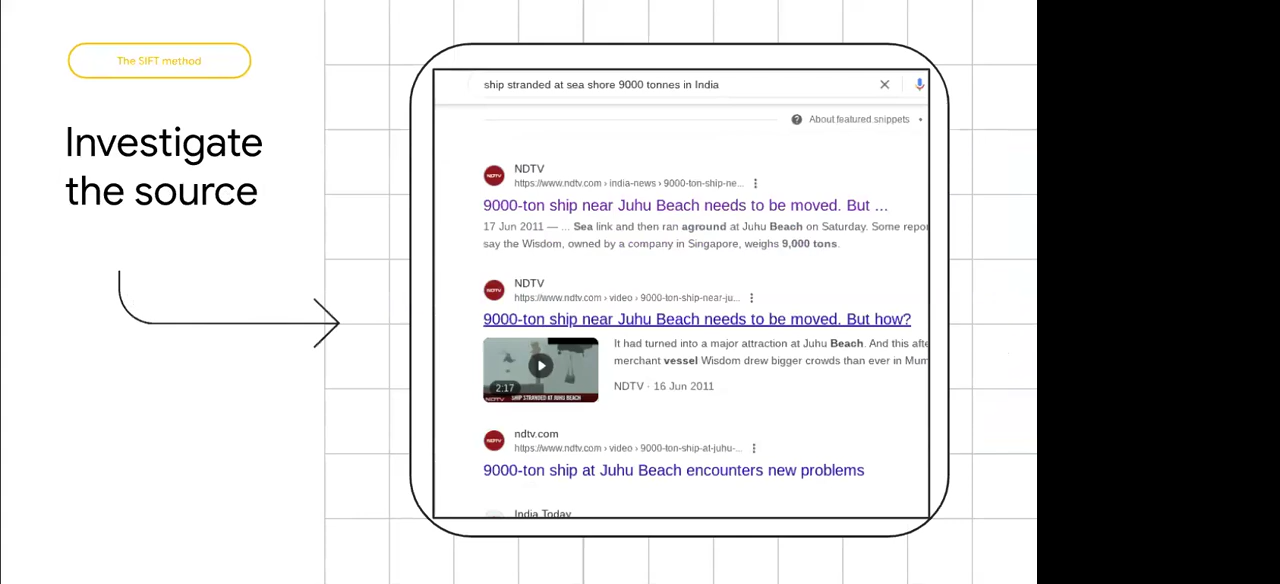 The SIFT method
Investigate
the source
ship stranded at sea shore 9000 tonnes in India
About featured snippets
NDTV
https://www.ndtv.com › india-news › 9000-ton-ship-ne...
9000-ton ship near Juhu Beach needs to be moved. But ...
17 Jun 2011 — ... Sea link and then ran aground at Juhu Beach on Saturday. Some repor
say the Wisdom, owned by a company in Singapore, weighs 9,000 tons.
NDTV
https://www.ndtv.com › video › 9000-ton-ship-near-ju...
9000-ton ship near Juhu Beach needs to be moved. But how?
It had turned into a major attraction at Juhu Beach. And this afte
merchant vessel Wisdom drew bigger crowds than ever in Mum
2:17
NDTV
SHIP STRANDED AT JUHU BEACH
NDTV · 16 Jun 2011
ndtv.com
https://www.ndtv.com › video › 9000-ton-ship-at-juhu-...
9000-ton ship at Juhu Beach encounters new problems
India Today